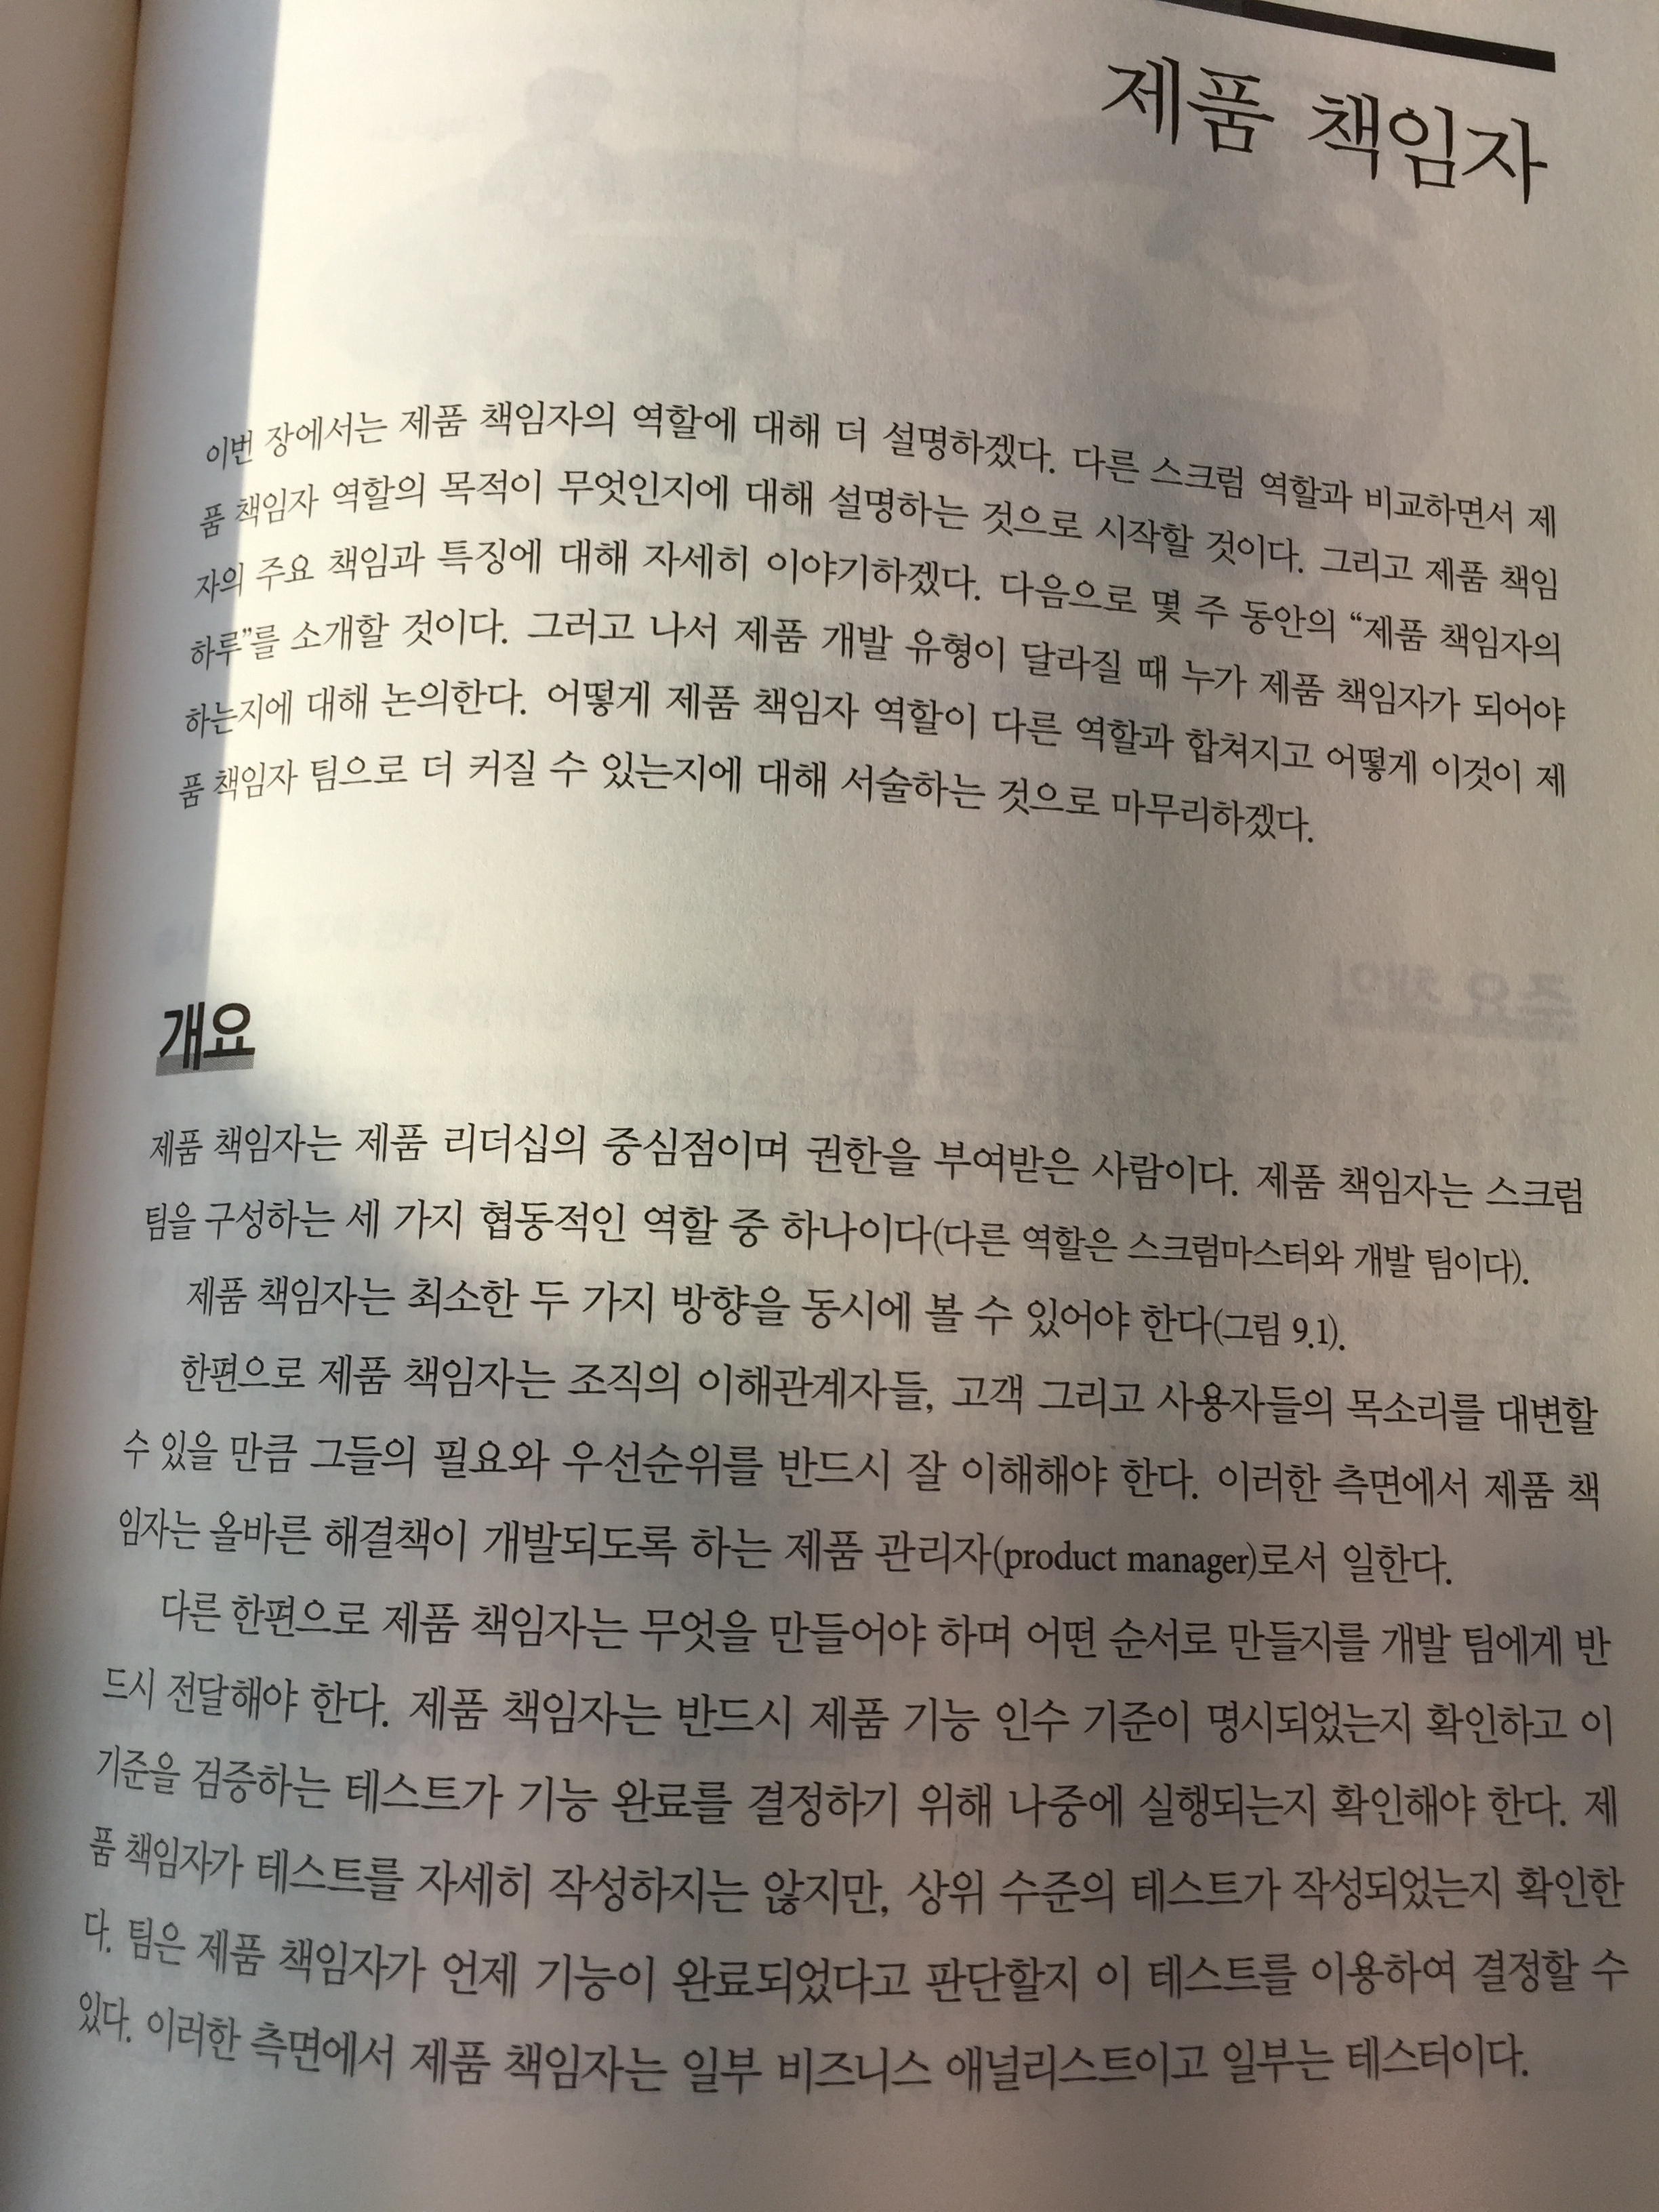 제품 책임자
이번 장에서는 제품 책임자의 역할에 대해 더 설명하겠다. 다른 스크럼 역할과 비교하면서 제
품 책임자 역할의 목적이 무엇인지에 대해 설명하는 것으로 시작할 것이다. 그리고 제품 책임
자의 주요 책임과 특징에 대해 자세히 이야기하겠다. 다음으로 몇 주 동안의 “제품 책임자의
하루”를 소개할 것이다. 그러고 나서 제품 개발 유형이 달라질 때 누가 제품 책임자가 되어야
하는지에 대해 논의한다. 어떻게 제품 책임자 역할이 다른 역할과 합쳐지고 어떻게 이것이 제
품 책임자 팀으로 더 커질 수 있는지에 대해 서술하는 것으로 마무리하겠다.
개요
제품 책임자는 제품 리더십의 중심점이며 권한을 부여받은 사람이다. 제품 책임자는 스크럼
팀을 구성하는 세 가지 협동적인 역할 중 하나이다(다른 역할은 스크럼마스터와 개발 팀이다).
제품 책임자는 최소한 두 가지 방향을 동시에 볼 수 있어야 한다(그림 9.1).
한편으로 제품 책임자는 조직의 이해관계자들, 고객 그리고 사용자들의 목소리를 대변할
수 있을 만큼 그들의 필요와 우선순위를 반드시 잘 이해해야 한다. 이러한 측면에서 제품 책
임자는 올바른 해결책이 개발되도록 하는 제품 관리자(product manager)로서 일한다.
다른 한편으로 제품 책임자는 무엇을 만들어야 하며 어떤 순서로 만들지를 개발 팀에게 반
드시 전달해야 한다. 제품 책임자는 반드시 제품 기능 인수 기준이 명시되었는지 확인하고 이
기준을 검증하는 테스트가 기능 완료를 결정하기 위해 나중에 실행되는지 확인해야 한다. 제
품 책임자가 테스트를 자세히 작성하지는 않지만, 상위 수준의 테스트가 작성되었는지 확인한
다. 팀은 제품 책임자가 언제 기능이 완료되었다고 판단할지 이 테스트를 이용하여 결정할 수
있다. 이러한 측면에서 제품 책임자는 일부 비즈니스 애널리스트이고 일부는 테스터이다.